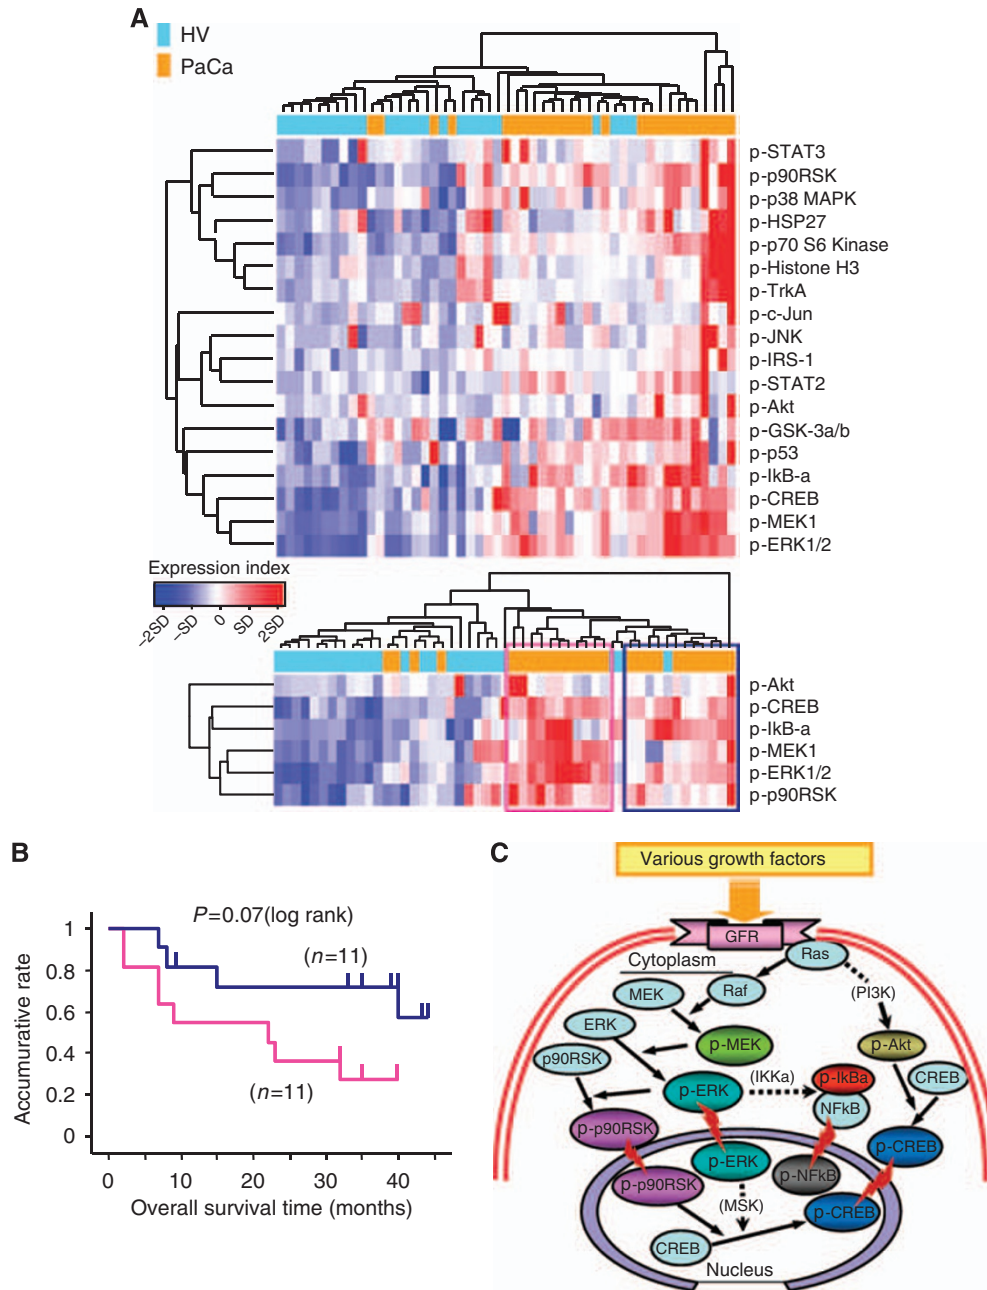 A
HV
PaCa
p-STAT3
p-p90RSK
p-p38 MAPK
p-HSP27
p-p70 S6 Kinase
p-Histone H3
p-TrkA
p-c-Jun
p-JNK
p-IRS-1
p-STAT2
p-Akt
p-GSK-3a/b
p-p53
p-IkB-a
p-CREB
p-MEK1
p-ERK1/2
Expression index
-2SD -SD 0 SD 2SD
p-Akt
p-CREB
p-IkB-a
p-MEK1
p-ERK1/2
p-p90RSK
B
P=0.07(log rank)
(n=11)
(n=11)
Accumurative rate
1
0.8
0.6
0.4
0.2
0
0 10 20 30 40
Overall survival time (months)
C
Various growth factors
GFR
Ras
Cytoplasm
(PI3K)
MEK
Raf
ERK
p-MEK
p-Akt
p90RSK
(IKKa)
p-IkBa
CREB
p-ERK
NFkB
p-p90RSK
p-CREB
p-ERK
p-NFkB
p-p90RSK
(MSK)
p-CREB
CREB
Nucleus